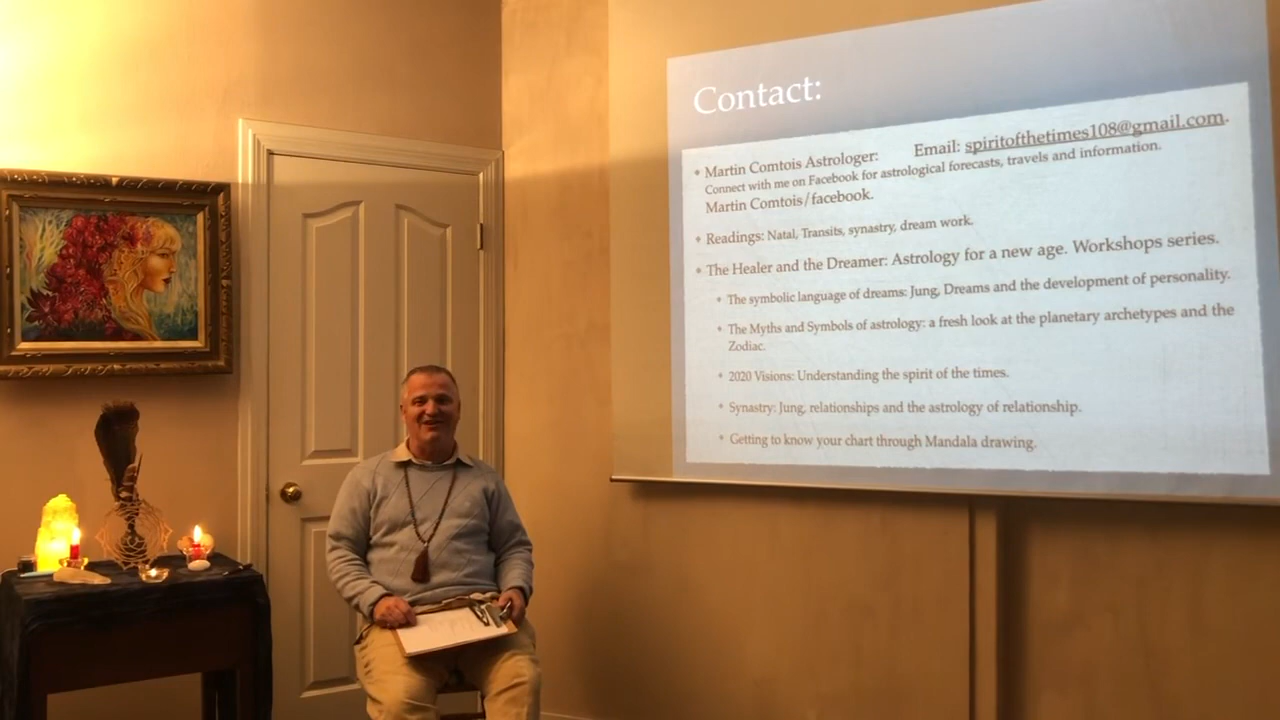 Contact:
Martin Comtois Astrologer: Email: spiritofthetimes108@gmail.com.
Connect with me on Facebook for astrological forecasts, travels and information.
Martin Comtois/facebook.
Readings: Natal, Transits, synastry, dream work.
The Healer and the Dreamer: Astrology for a new age. Workshops series.
The symbolic language of dreams: Jung, Dreams and the development of personality.
The Myths and Symbols of astrology: a fresh look at the planetary archetypes and the
Zodiac.
2020 Visions: Understanding the spirit of the times.
Synastry: Jung, relationships and the astrology of relationship.
Getting to know your chart through Mandala drawing.